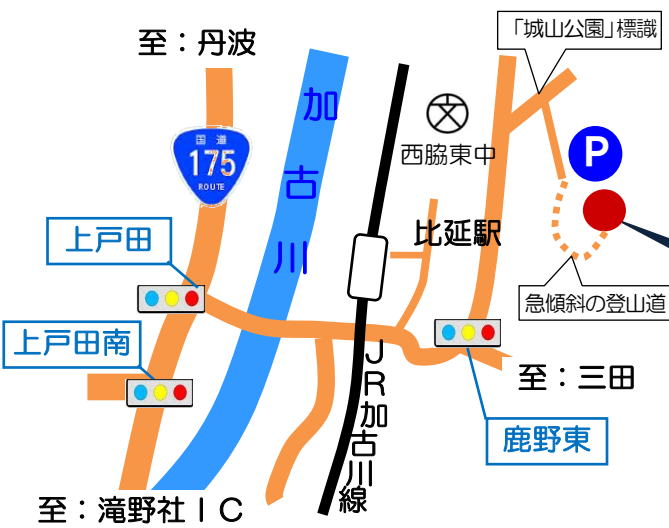 「城山公園」標識
至：丹波
加古川
国道
175
ROUTE
西脇東中
P
比延駅
上戸田
急傾斜の登山道
上戸田南
JR加古川線
至：三田
鹿野東
至：滝野社IC